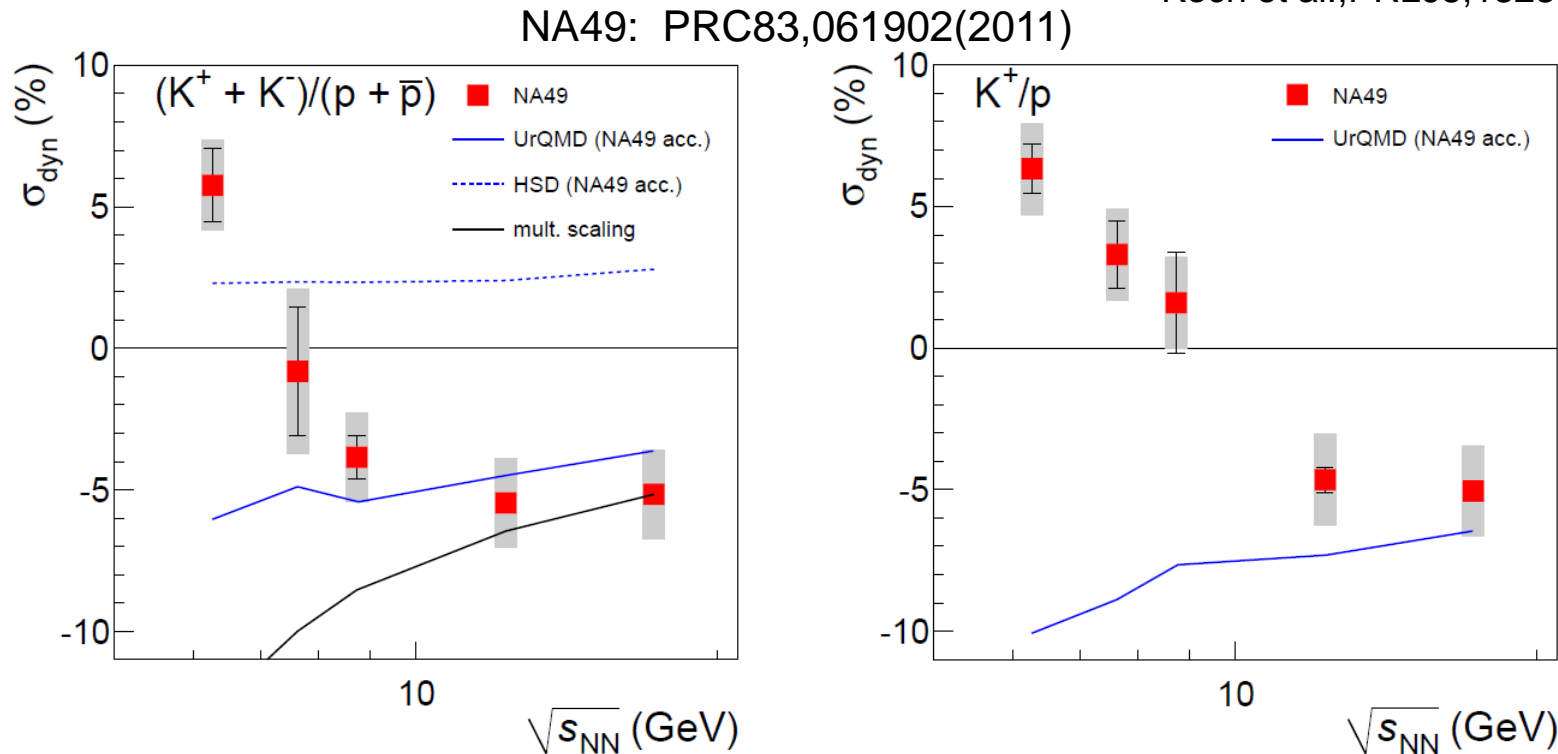 NA49: PRC83,061902(2011)
10
5
0
-5
-10
σdyn (%)
(K+ + K-)/(p + p̅)
NA49
UrQMD (NA49 acc.)
HSD (NA49 acc.)
mult. scaling
10
√sNN (GeV)
10
5
0
-5
-10
σdyn (%)
K+/p
NA49
UrQMD (NA49 acc.)
10
√sNN (GeV)